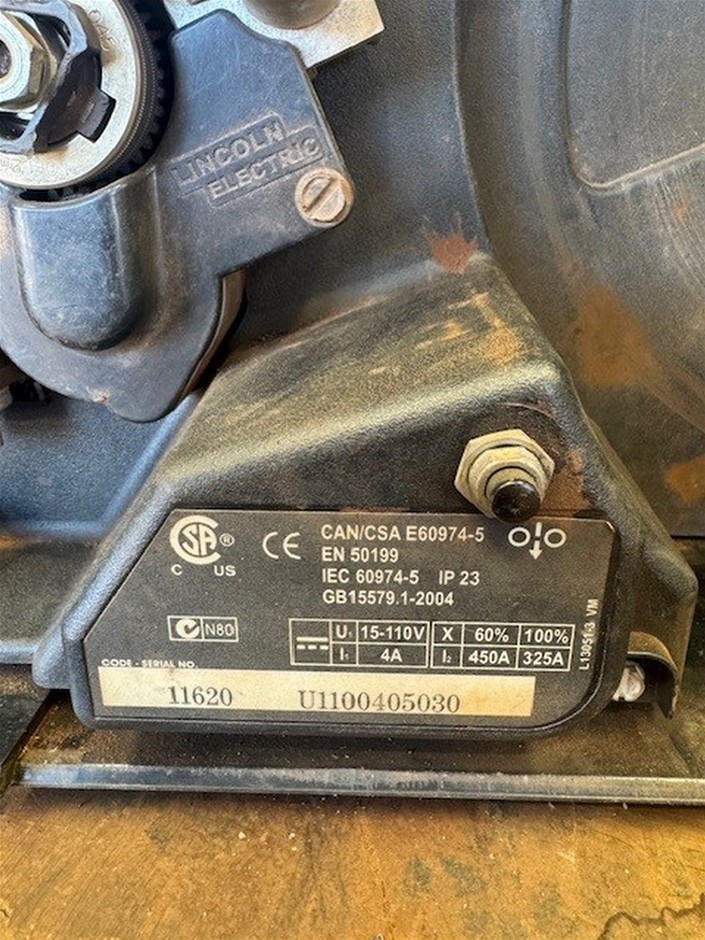 LINCOLN
ELECTRIC
CSA®
C US
CE
CAN/CSA E60974-5
EN 50199
IEC 60974-5 IP 23
GB15579.1-2004
N80
U₁ 15-110V X 60% 100%
I₁ 4A I₂ 450A 325A
CODE - SERIAL NO.
11620 U1100405030